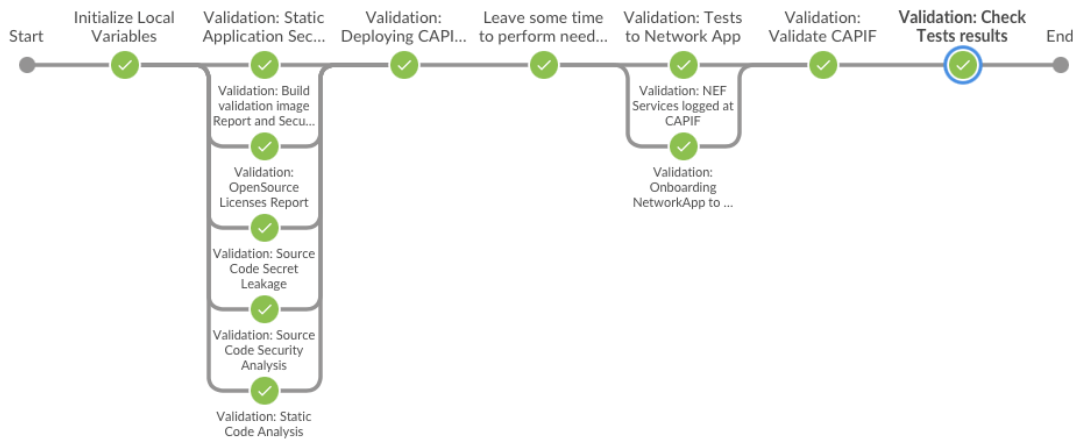 Start
Initialize Local
Variables
Validation: Static
Application Sec...
Validation:
Deploying CAPI...
Leave some time
to perform need...
Validation: Tests
to Network App
Validation:
Validate CAPIF
Validation: Check
Tests results
End
Validation: Build
validation image
Report and Secu...
Validation:
OpenSource
Licenses Report
Validation: Source
Code Secret
Leakage
Validation: Source
Code Security
Analysis
Validation: Static
Code Analysis
Validation: NEF
Services logged at
CAPIF
Validation:
Onboarding
NetworkApp to ...